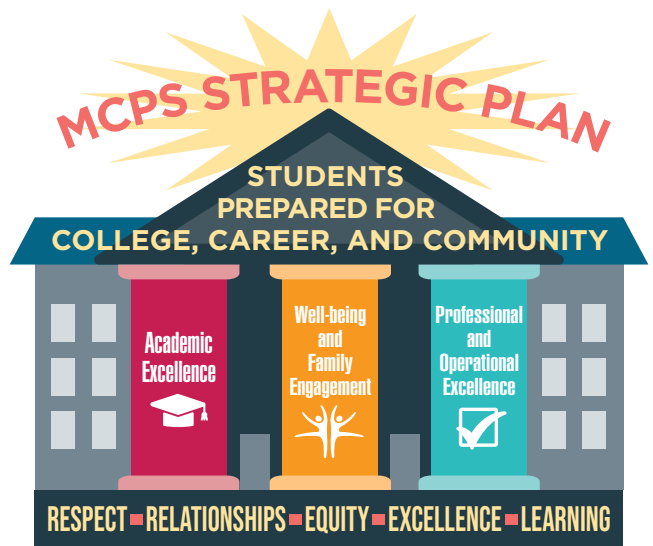 MCPS STRATEGIC PLAN
STUDENTS
PREPARED FOR
COLLEGE, CAREER, AND COMMUNITY
Academic
Excellence
Well-being
and
Family
Engagement
Professional
and
Operational
Excellence
RESPECT-RELATIONSHIPS-EQUITY-EXCELLENCE-LEARNING